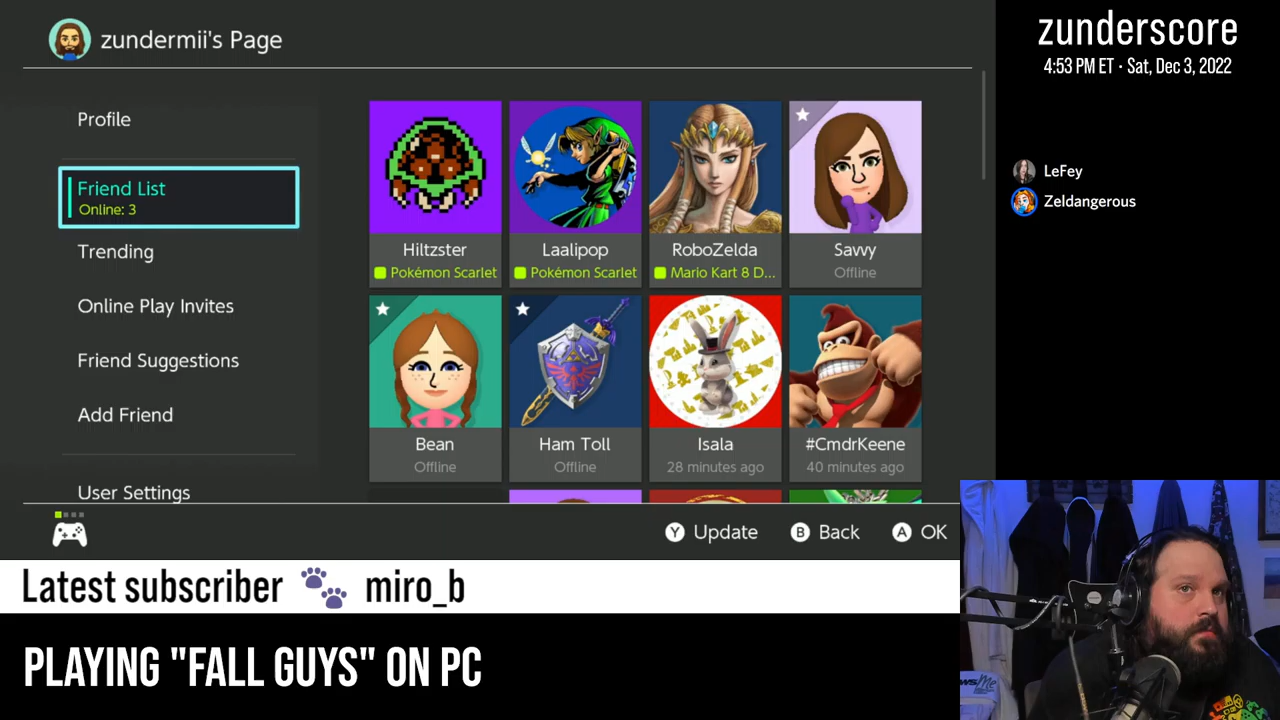 zundermii's Page
Profile
Friend List
Online: 3
Trending
Online Play Invites
Friend Suggestions
Add Friend
User Settings
Hiltzster
Pokémon Scarlet
Laalipop
Pokémon Scarlet
RoboZelda
Mario Kart 8 D...
Savvy
Offline
Bean
Offline
Ham Toll
Offline
Isala
28 minutes ago
#CmdrKeene
40 minutes ago
Y Update
B Back
A OK
zunderscore
4:53 PM ET · Sat, Dec 3, 2022
LeFey
Zeldangerous
Latest subscriber miro_b
PLAYING "FALL GUYS" ON PC